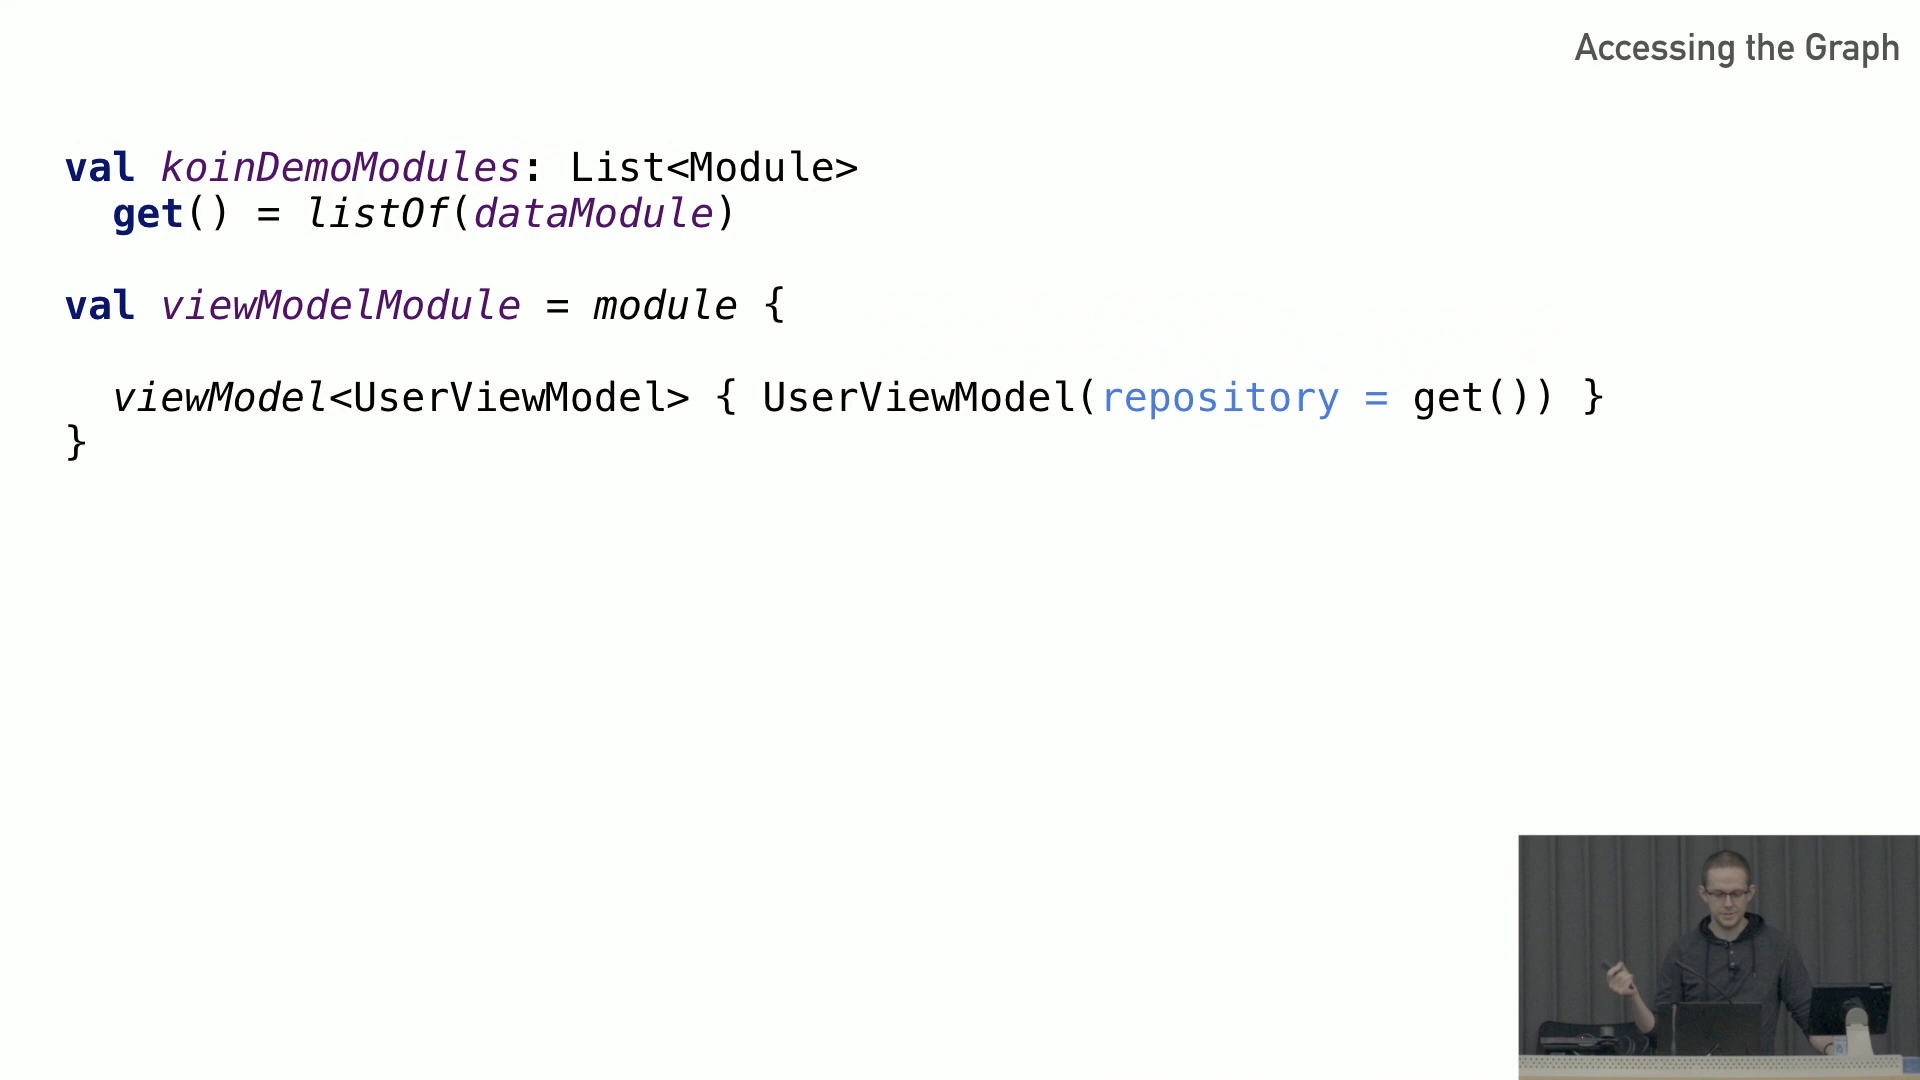 Accessing the Graph
val koinDemoModules: List<Module>
get() = listOf(dataModule)
val viewModelModule = module {
viewModel<UserViewModel> { UserViewModel(repository = get()) }
}